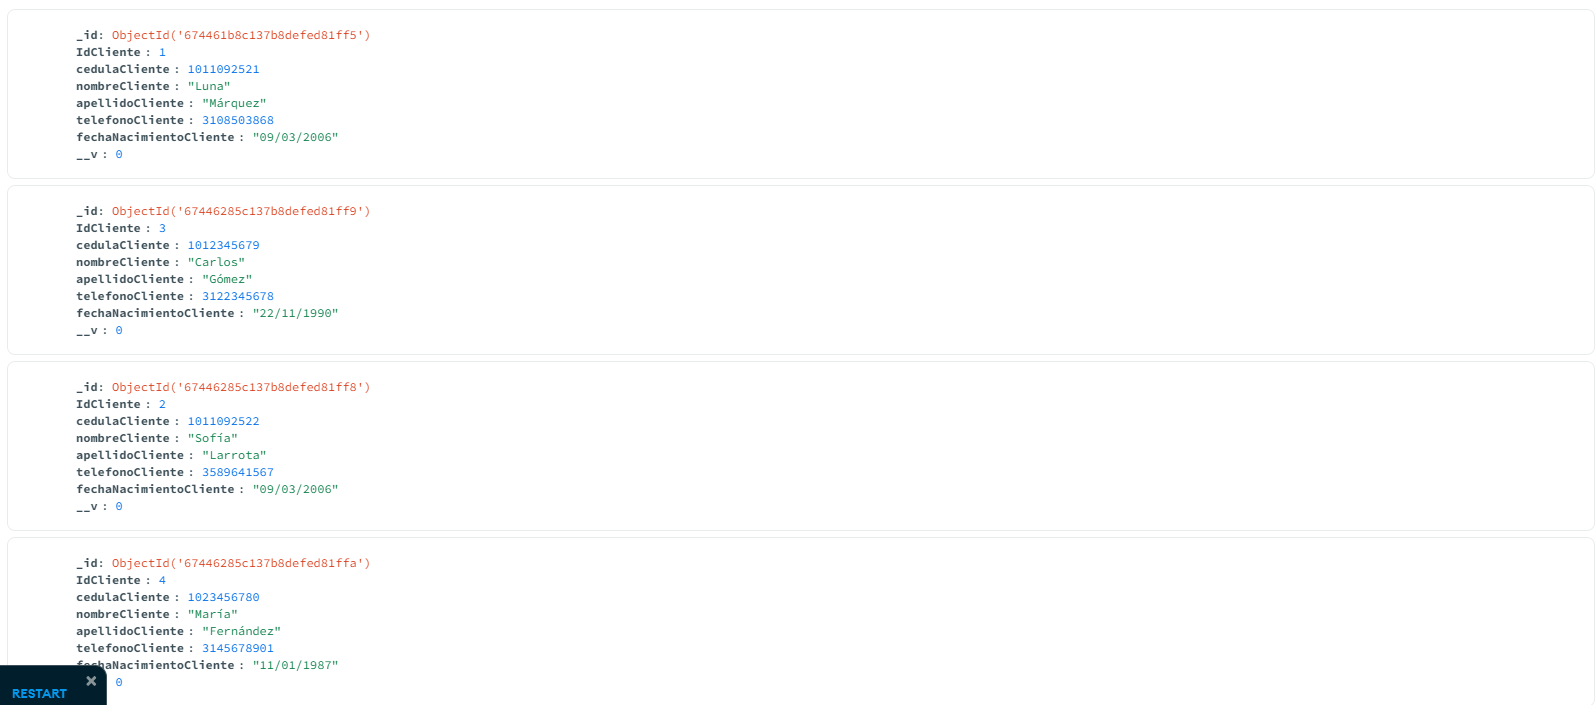 _id: ObjectId('674461b8c137b8defed81ff5')
IdCliente : 1
cedulaCliente : 1011092521
nombreCliente : "Luna"
apellidoCliente : "Márquez"
telefonoCliente : 3108503868
fechaNacimientoCliente : "09/03/2006"
__v : 0
_id: ObjectId('67446285c137b8defed81ff9')
IdCliente : 3
cedulaCliente : 1012345679
nombreCliente : "Carlos"
apellidoCliente : "Gómez"
telefonoCliente : 3122345678
fechaNacimientoCliente : "22/11/1990"
__v : 0
_id: ObjectId('67446285c137b8defed81ff8')
IdCliente : 2
cedulaCliente : 1011092522
nombreCliente : "Sofía"
apellidoCliente : "Larrota"
telefonoCliente : 3589641567
fechaNacimientoCliente : "09/03/2006"
__v : 0
_id: ObjectId('67446285c137b8defed81ffa')
IdCliente : 4
cedulaCliente : 1023456780
nombreCliente : "María"
apellidoCliente : "Fernández"
telefonoCliente : 3145678901
fechaNacimientoCliente : "11/01/1987"
0
RESTART